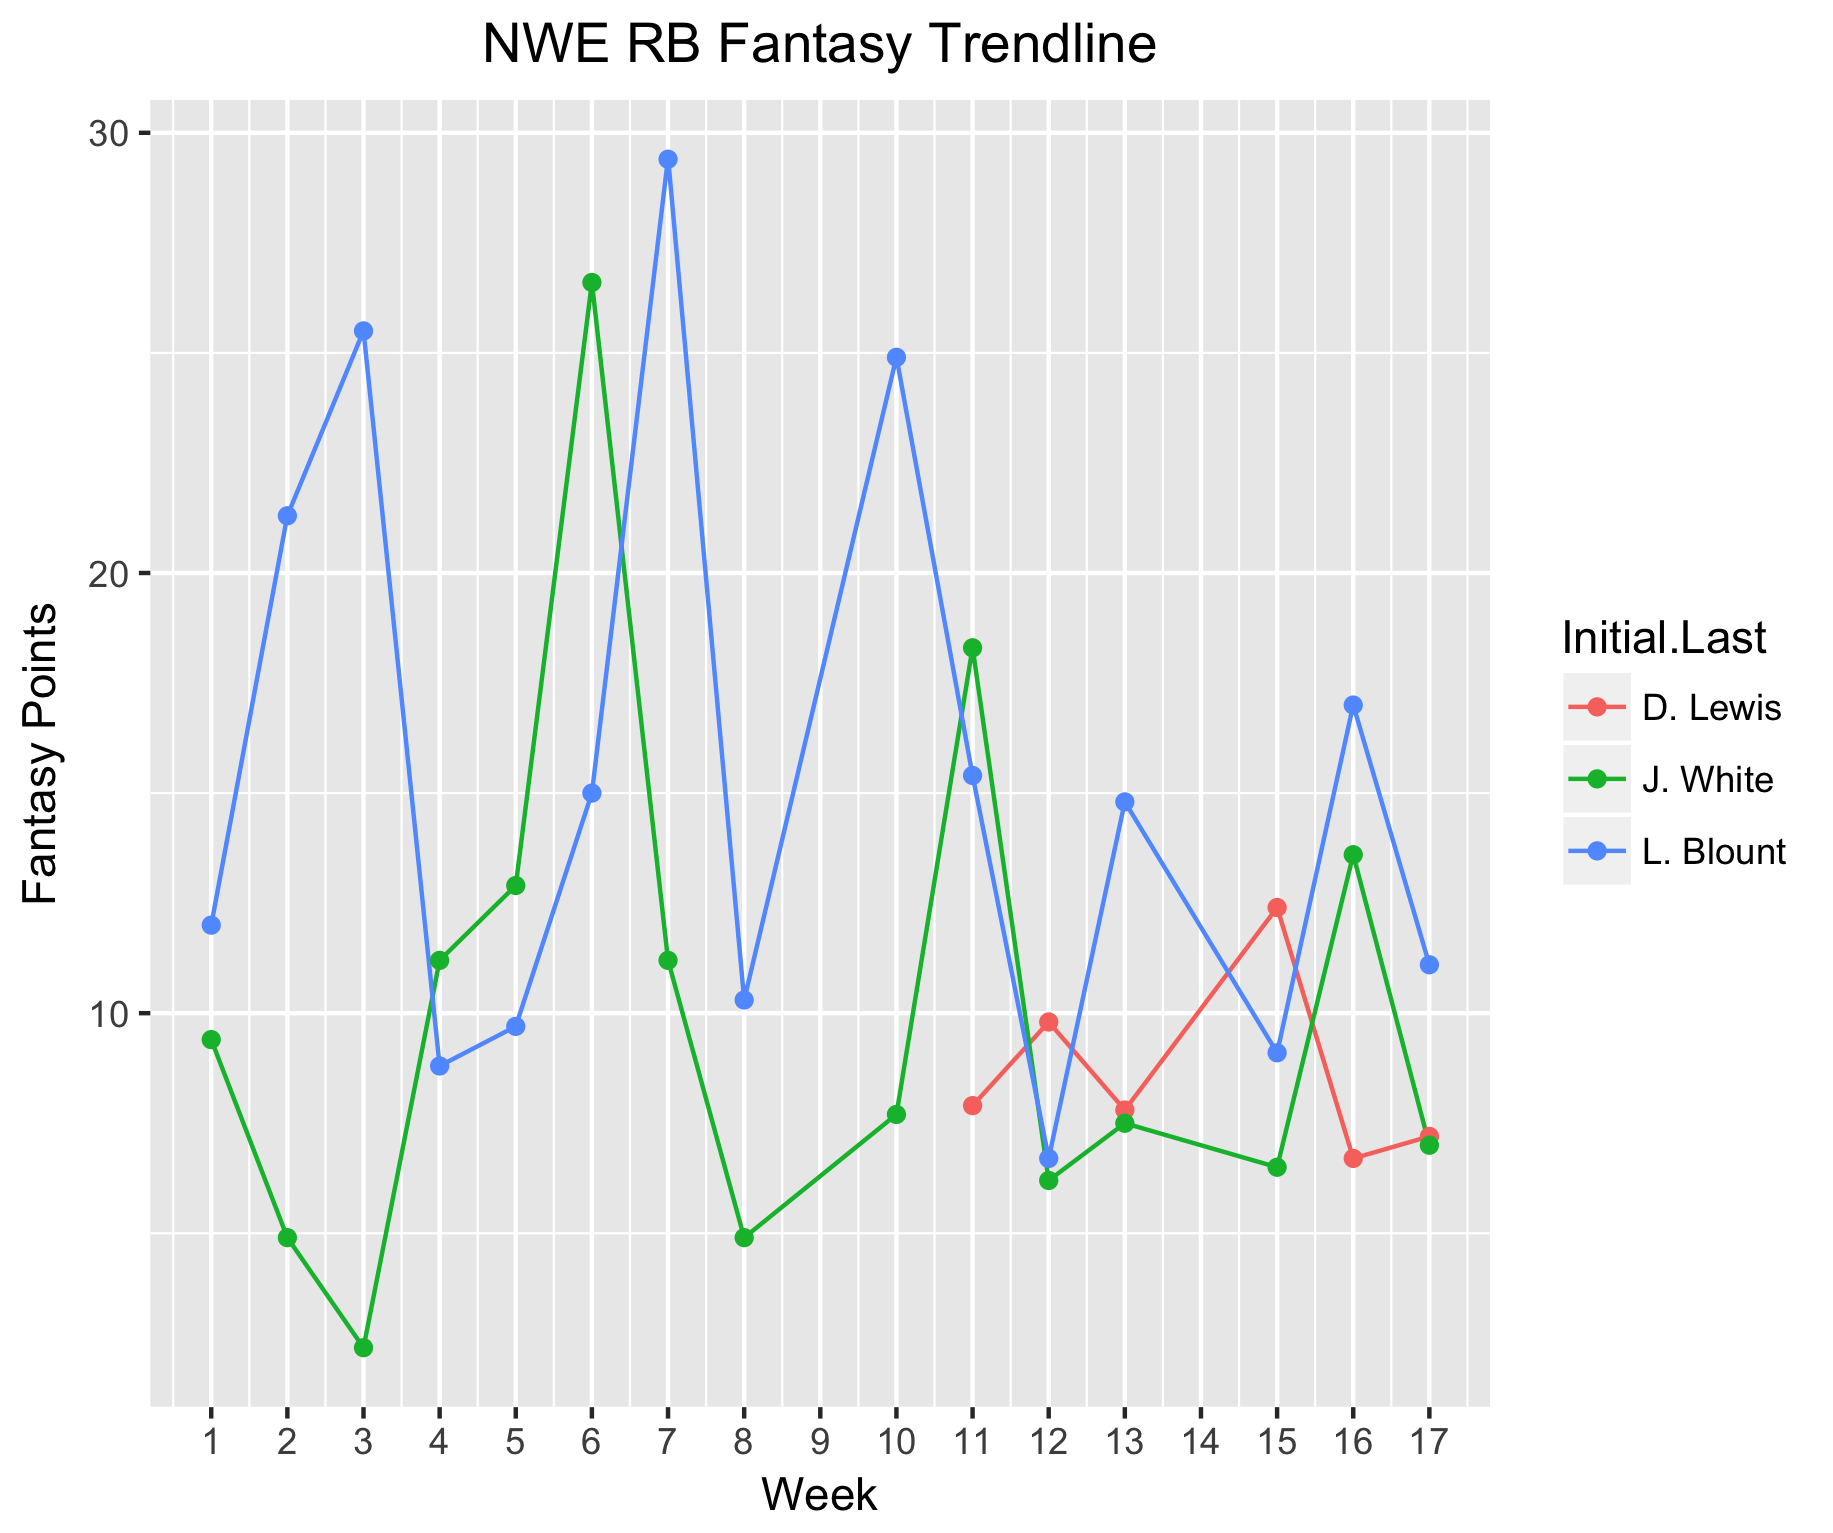 NWE RB Fantasy Trendline
30
20
10
Fantasy Points
1 2 3 4 5 6 7 8 9 10 11 12 13 14 15 16 17
Week
Initial.Last
D. Lewis
J. White
L. Blount